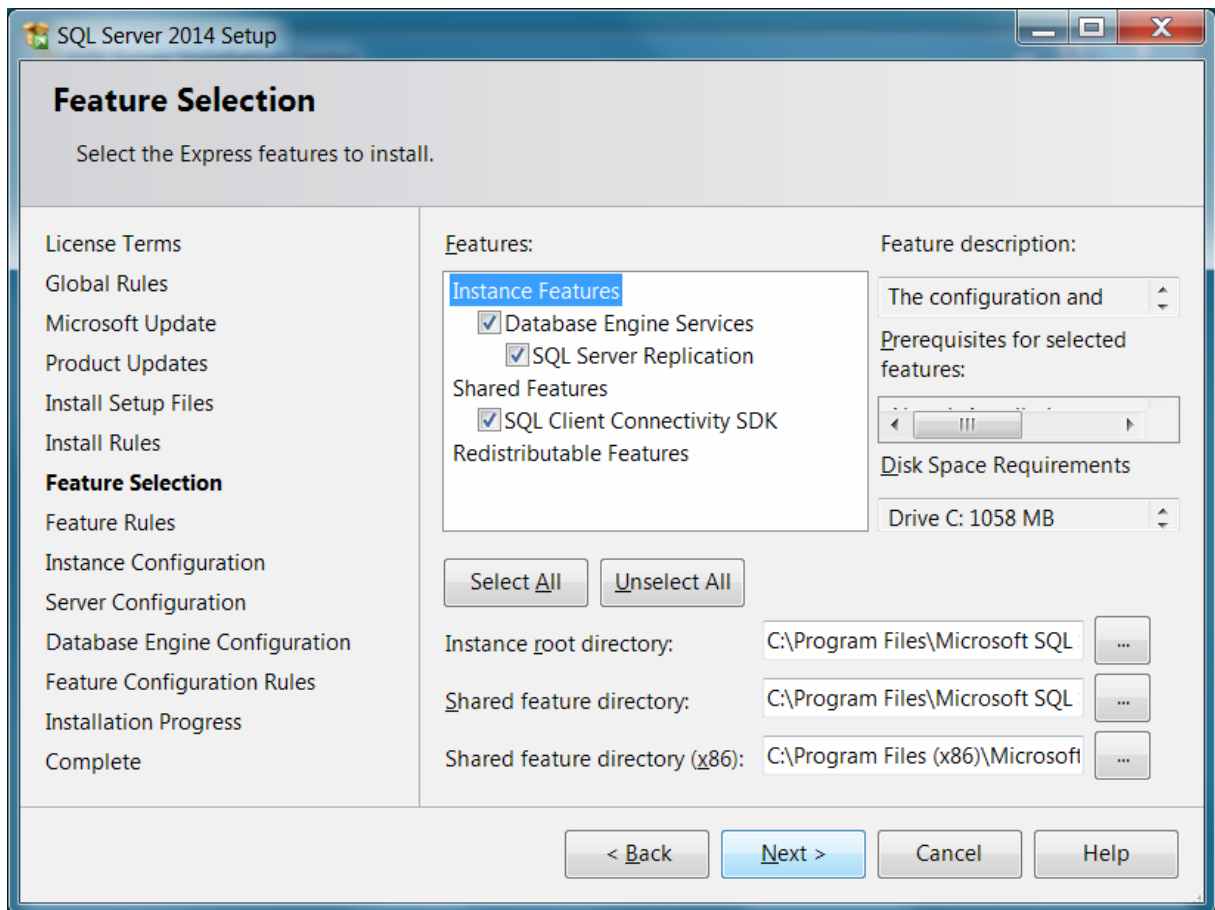 SQL Server 2014 Setup
Feature Selection
Select the Express features to install.
License Terms
Global Rules
Microsoft Update
Product Updates
Install Setup Files
Install Rules
Feature Selection
Feature Rules
Instance Configuration
Server Configuration
Database Engine Configuration
Feature Configuration Rules
Installation Progress
Complete
Features:
Instance Features
Database Engine Services
SQL Server Replication
Shared Features
SQL Client Connectivity SDK
Redistributable Features
Feature description:
The configuration and
Prerequisites for selected
features:
Disk Space Requirements
Drive C: 1058 MB
Select All
Unselect All
Instance root directory:
C:\Program Files\Microsoft SQL
...
Shared feature directory:
C:\Program Files\Microsoft SQL
...
Shared feature directory (x86):
C:\Program Files (x86)\Microsoft
...
< Back
Next >
Cancel
Help